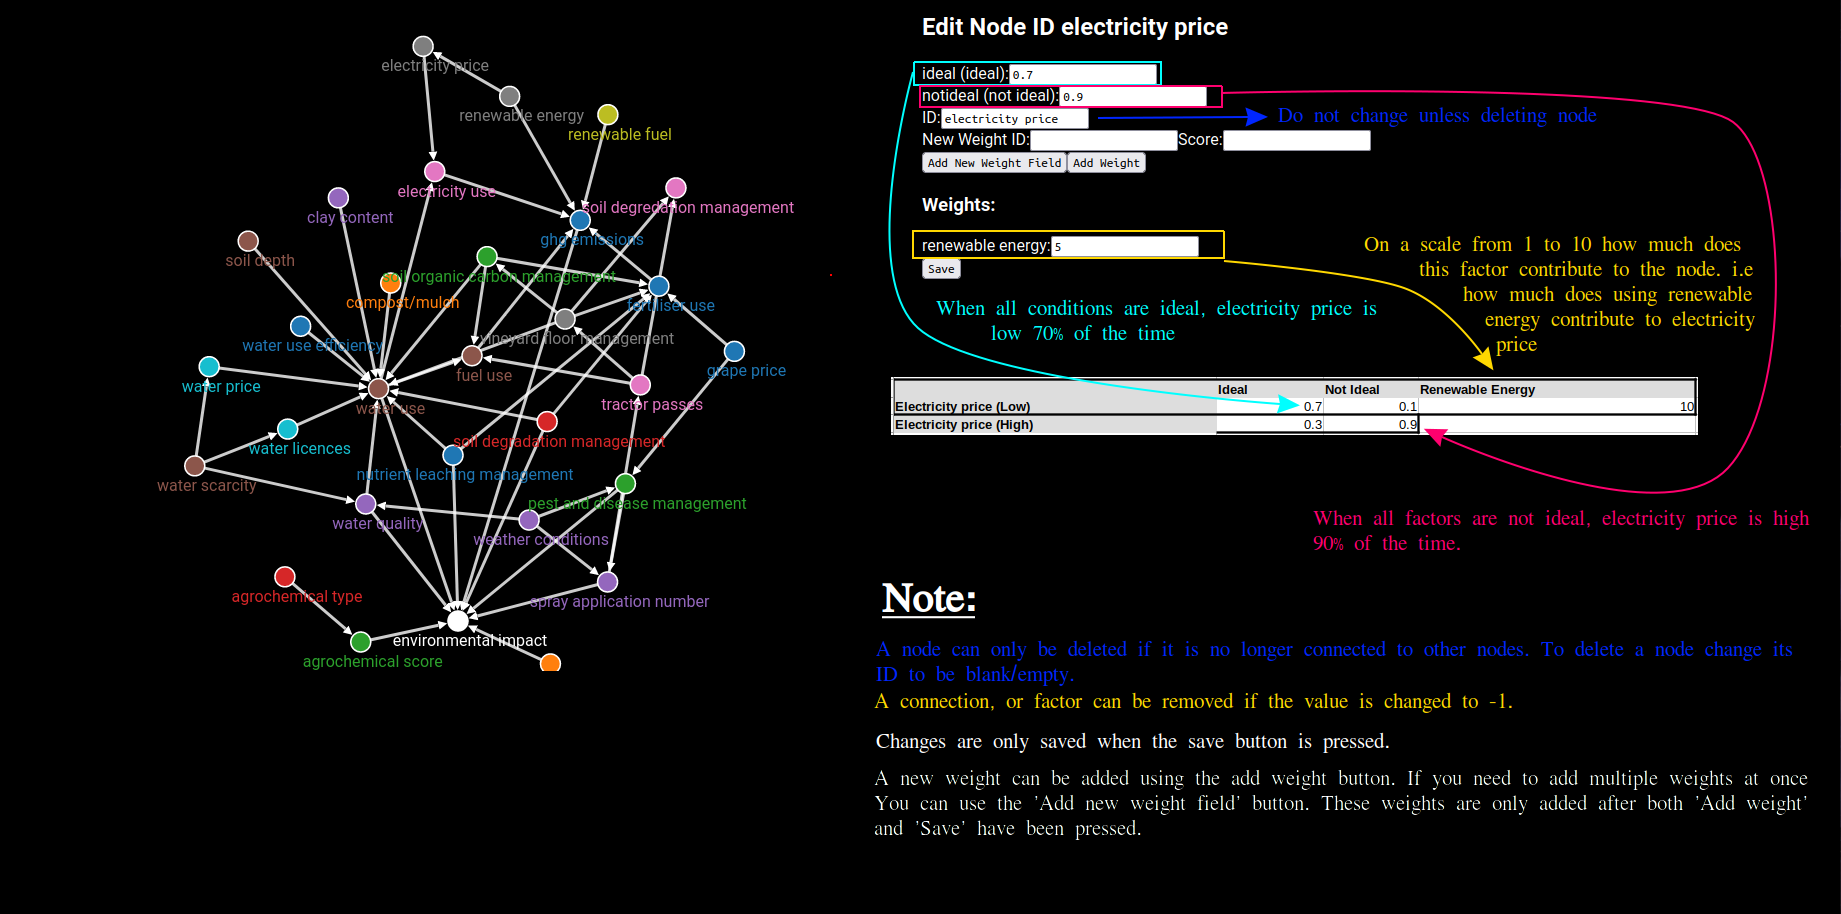 electricity price
renewable energy
renewable fuel
electricity use
soil degredation management
clay content
ghg emissions
soil depth
soil organic carbon management
compost/mulch
fertiliser use
vineyard floor management
water use efficiency
grape price
fuel use
water price
tractor passes
water use
soil degradation management
water licences
nutrient leaching management
water scarcity
pest and disease management
water quality
weather conditions
agrochemical type
spray application number
environmental impact
agrochemical score
Edit Node ID electricity price
ideal (ideal): 0.7
notideal (not ideal): 0.9
ID: electricity price
Do not change unless deleting node
New Weight ID: Score:
Add New Weight Field Add Weight
Weights:
renewable energy: 5
Save
On a scale from 1 to 10 how much does
this factor contribute to the node. i.e
how much does using renewable
energy contribute to electricity
price
When all conditions are ideal, electricity price is
low 70% of the time
Ideal Not Ideal Renewable Energy
Electricity price (Low) 0.7 0.1 10
Electricity price (High) 0.3 0.9
When all factors are not ideal, electricity price is high
90% of the time.
Note:
A node can only be deleted if it is no longer connected to other nodes. To delete a node change its
ID to be blank/empty.
A connection, or factor can be removed if the value is changed to -1.
Changes are only saved when the save button is pressed.
A new weight can be added using the add weight button. If you need to add multiple weights at once
You can use the 'Add new weight field' button. These weights are only added after both 'Add weight'
and 'Save' have been pressed.